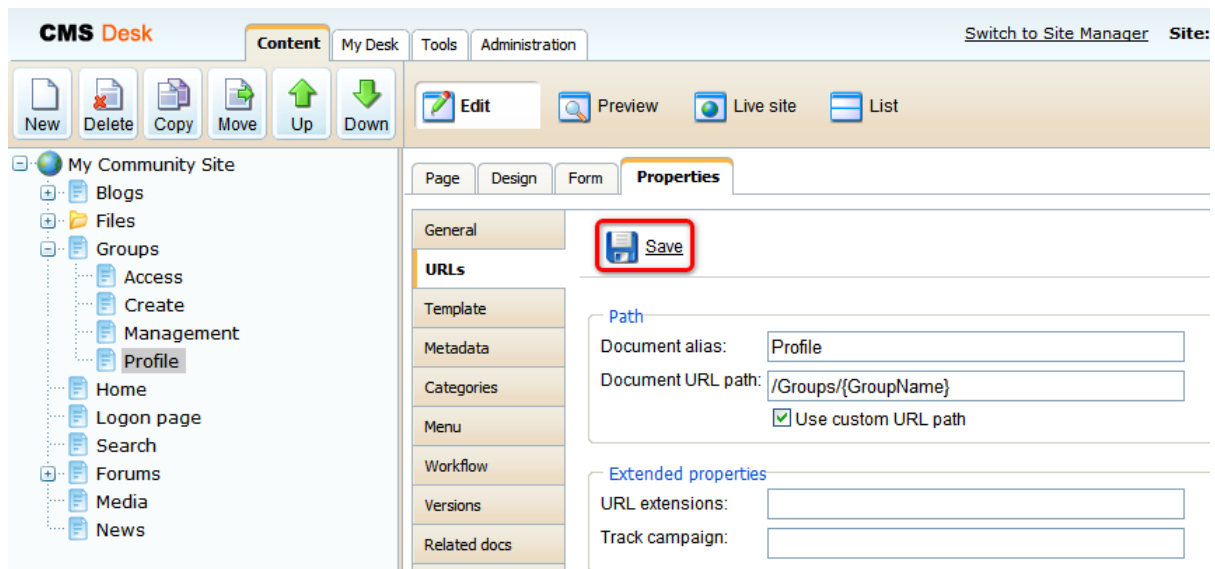 CMS Desk
Content My Desk Tools Administration
Switch to Site Manager Site:
New Delete Copy Move Up Down
Edit Preview Live site List
My Community Site
Blogs
Files
Groups
Access
Create
Management
Profile
Home
Logon page
Search
Forums
Media
News
Page Design Form Properties
General
URLs
Template
Metadata
Categories
Menu
Workflow
Versions
Related docs
Save
Path
Document alias: Profile
Document URL path: /Groups/{GroupName}
Use custom URL path
Extended properties
URL extensions:
Track campaign: